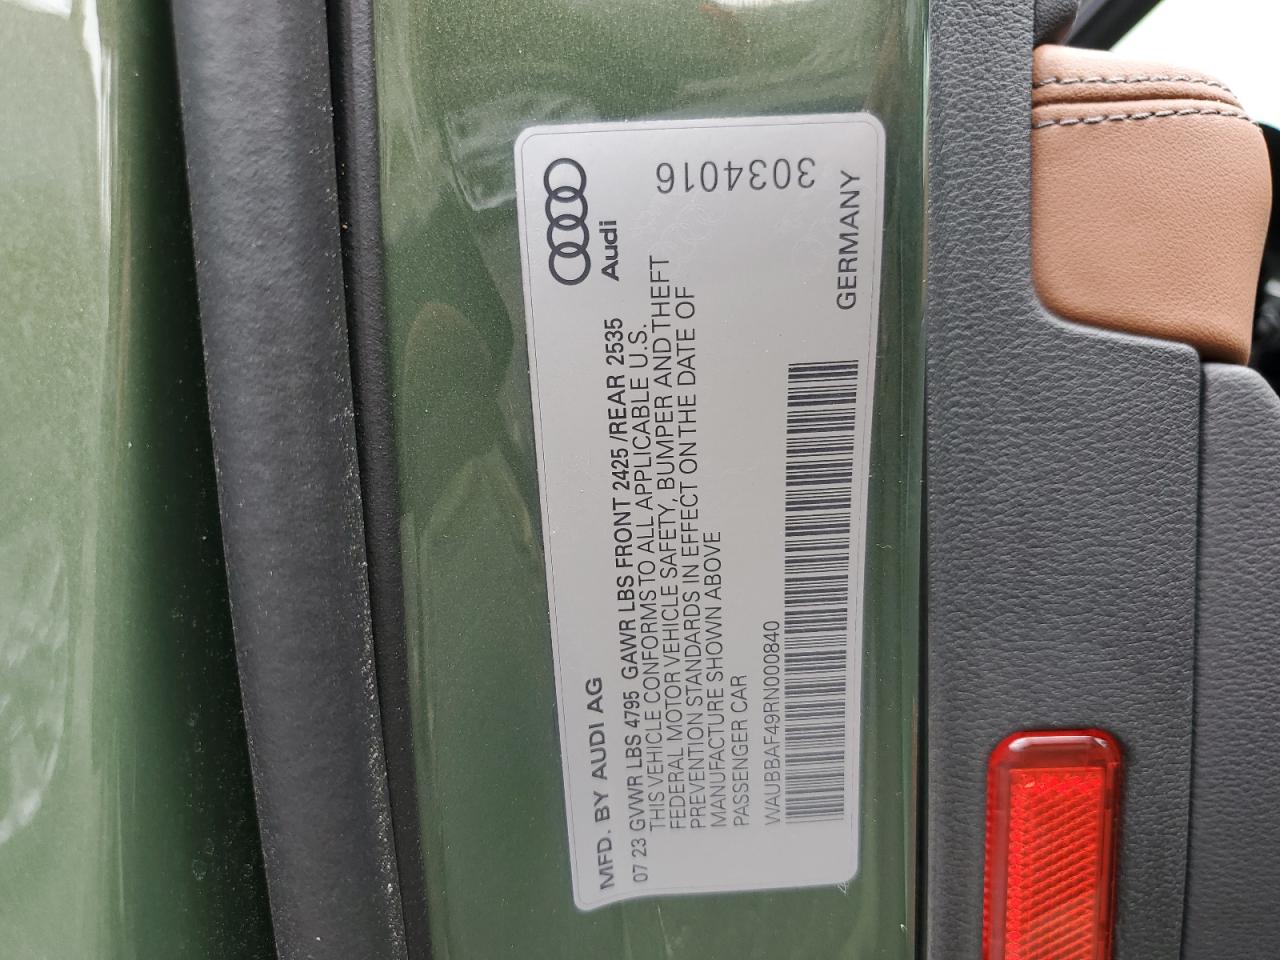 MFD. BY AUDI AG
Audi
07 23 GVWR LBS 4795 GAWR LBS FRONT 2425 /REAR 2535
THIS VEHICLE CONFORMS TO ALL APPLICABLE U.S.
FEDERAL MOTOR VEHICLE SAFETY, BUMPER AND THEFT
PREVENTION STANDARDS IN EFFECT ON THE DATE OF
MANUFACTURE SHOWN ABOVE
PASSENGER CAR
3034016
WAUBBAF49RN000840
GERMANY